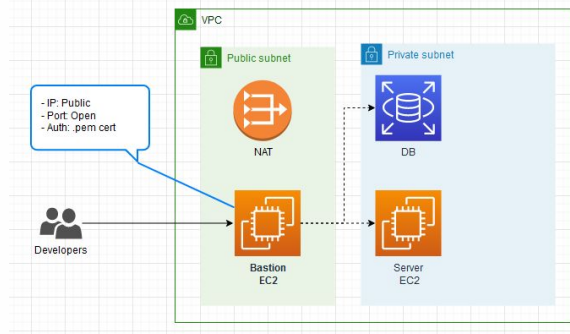 VPC
Public subnet
Private subnet
- IP: Public
- Port: Open
- Auth: .pem cert
NAT
DB
Developers
Bastion
EC2
Server
EC2